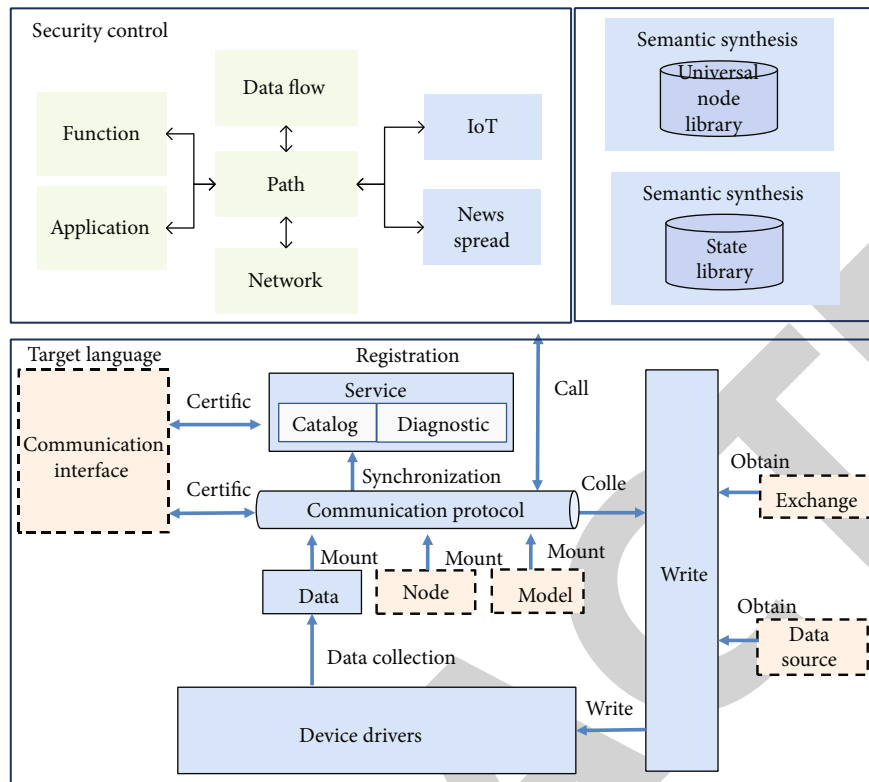 Security control
Data flow
Function
IoT
Path
Application
News
spread
Network
Semantic synthesis
Universal
node
library
Semantic synthesis
State
library
Target language
Registration
Service
Catalog
Diagnostic
Certific
Call
Communication
interface
Synchronization
Certific
Communication protocol
Colle
Obtain
Exchange
Mount
Mount
Mount
Data
Node
Model
Write
Obtain
Data
source
Data collection
Write
Device drivers